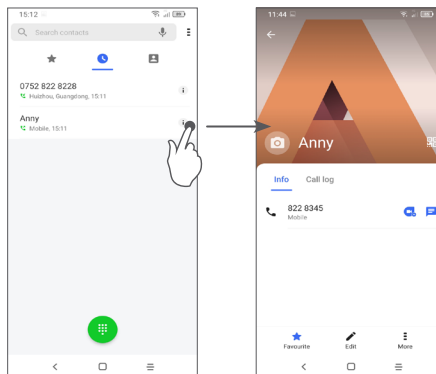 15:12
Search contacts
0752 822 8228
Huizhou, Guangdong, 15:11
Anny
Mobile, 15:11
11:44
Anny
Info Call log
822 8345
Mobile
Favourite Edit More